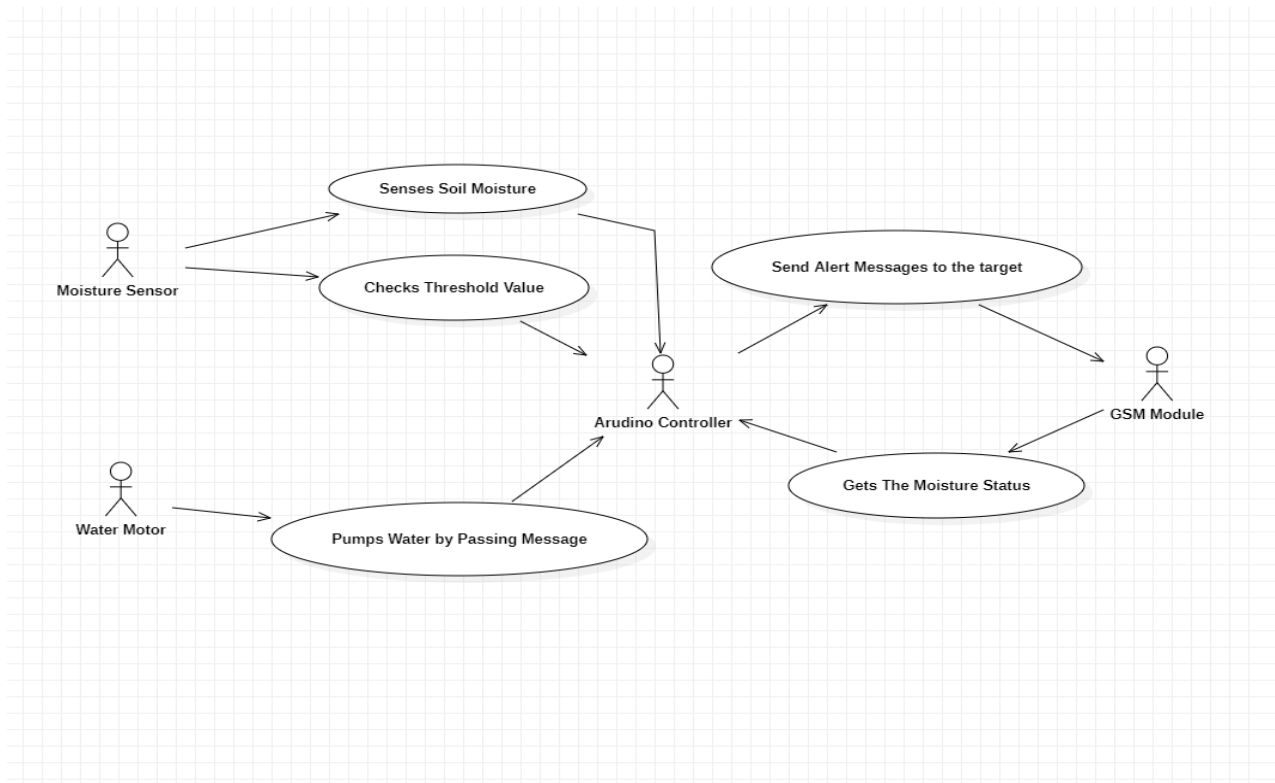 Senses Soil Moisture
Moisture Sensor
Checks Threshold Value
Send Alert Messages to the target
Arudino Controller
GSM Module
Gets The Moisture Status
Water Motor
Pumps Water by Passing Message